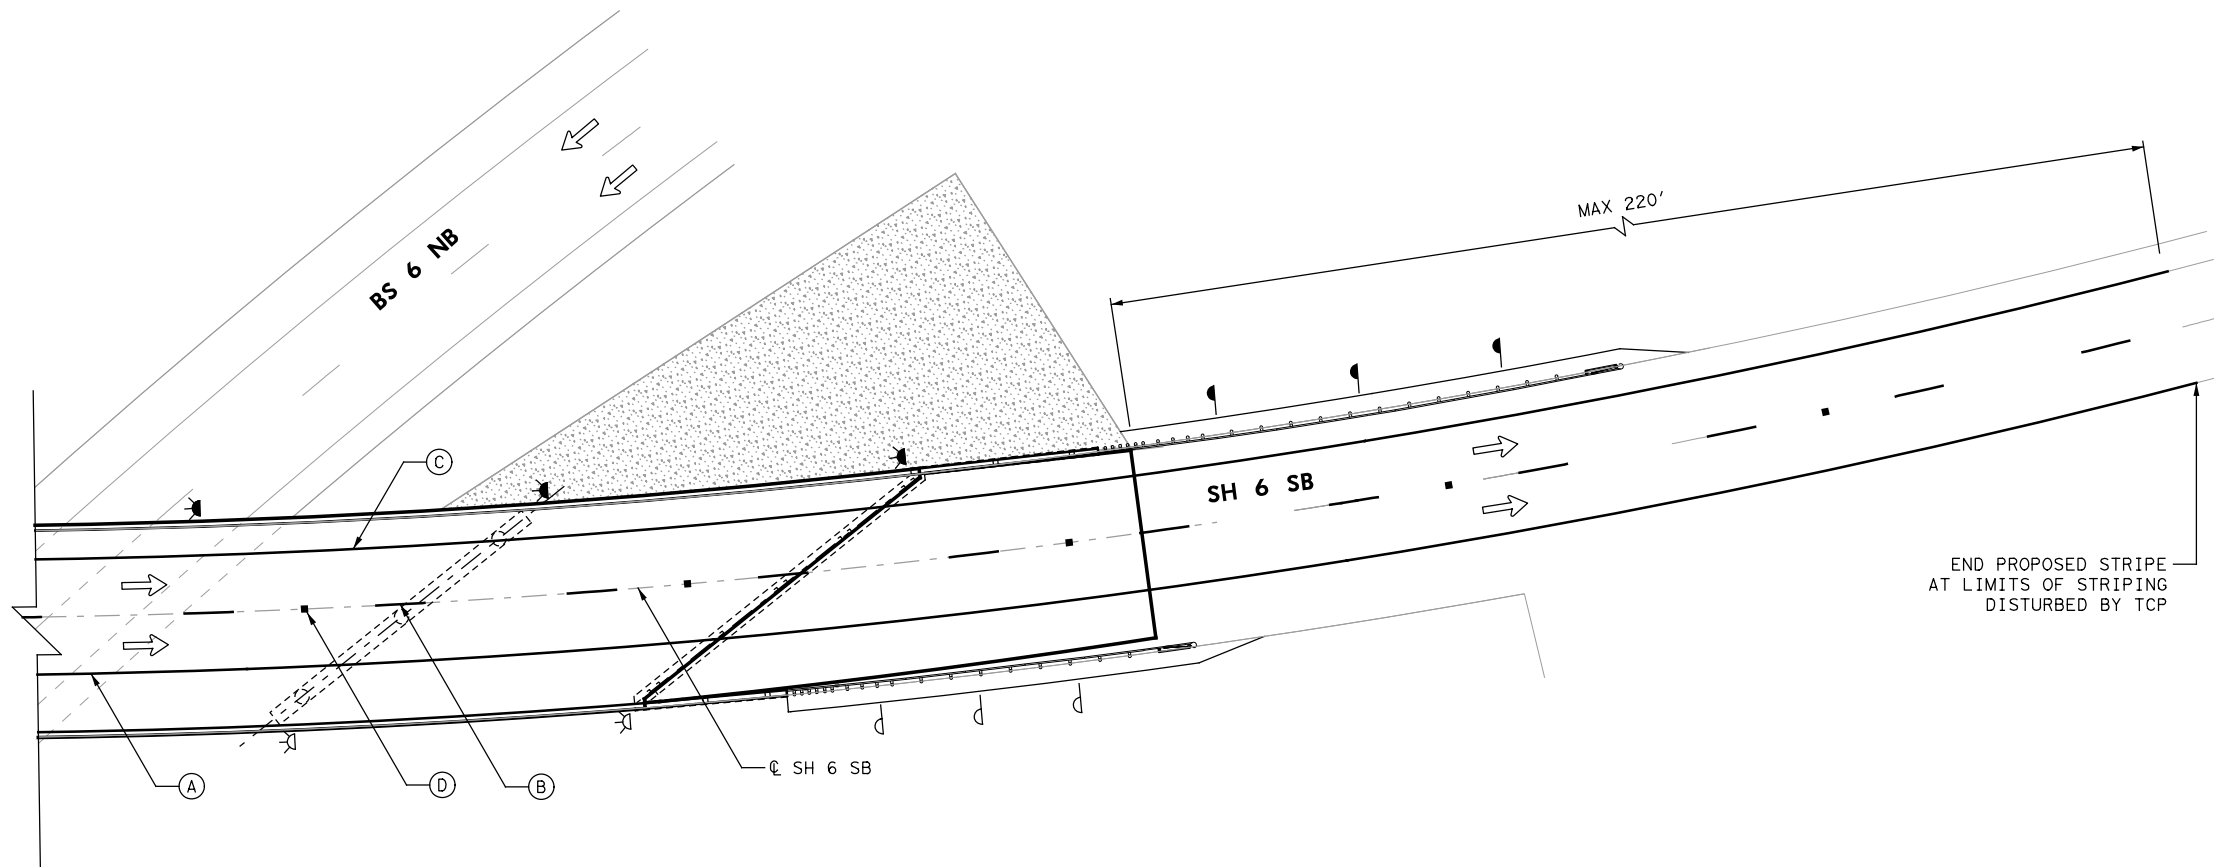 MAX 220'
BS 6 NB
C
SH 6 SB
END PROPOSED STRIPE
AT LIMITS OF STRIPING
DISTURBED BY TCP
℄ SH 6 SB
A
D
B